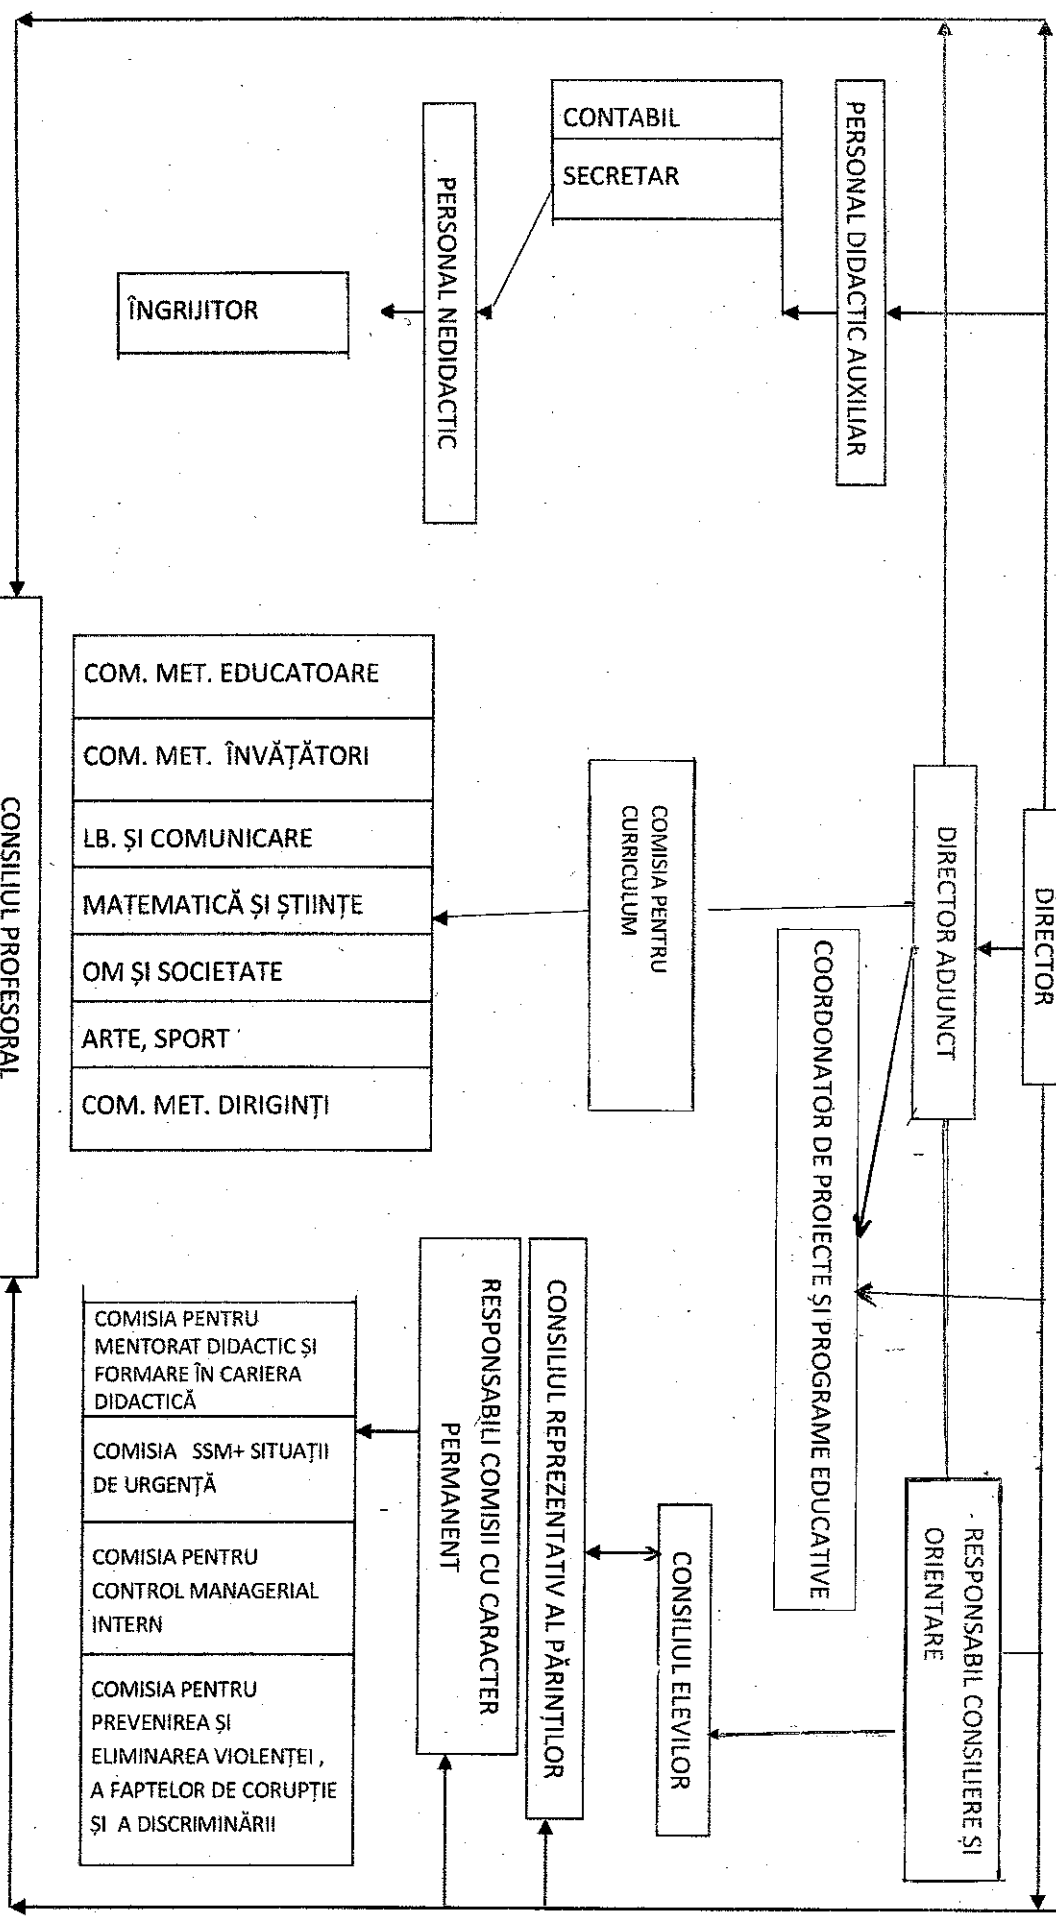 DIRECTOR
DIRECTOR ADJUNCT
- RESPONSABIL CONSILIERE ȘI
ORIENTARE
PERSONAL DIDACTIC AUXILIAR
COORDONATOR DE PROIECTE ȘI PROGRAME EDUCATIVE
CONTABIL
SECRETAR
COMISIA PENTRU
CURRICULUM
CONSILIUL ELEVILOR
CONSILIUL REPREZENTATIV AL PĂRINȚILOR
PERSONAL NEDIDACTIC
RESPONSABILI COMISII CU CARACTER
PERMANENT
ÎNGRIJITOR
COM. MET. EDUCATOARE
COM. MET. ÎNVĂȚĂTORI
LB. ȘI COMUNICARE
MATEMATICĂ ȘI ȘTIINȚE
OM ȘI SOCIETATE
ARTE, SPORT
COM. MET. DIRIGINȚI
COMISIA PENTRU
MENTORAT DIDACTIC ȘI
FORMARE ÎN CARIERA
DIDACTICĂ
COMISIA SSM+ SITUAȚII
DE URGENȚĂ
COMISIA PENTRU
CONTROL MANAGERIAL
INTERN
COMISIA PENTRU
PREVENIREA ȘI
ELIMINAREA VIOLENȚEI ,
A FAPTELOR DE CORUPȚIE
ȘI A DISCRIMINĂRII
CONSILIUL PROFESORAL